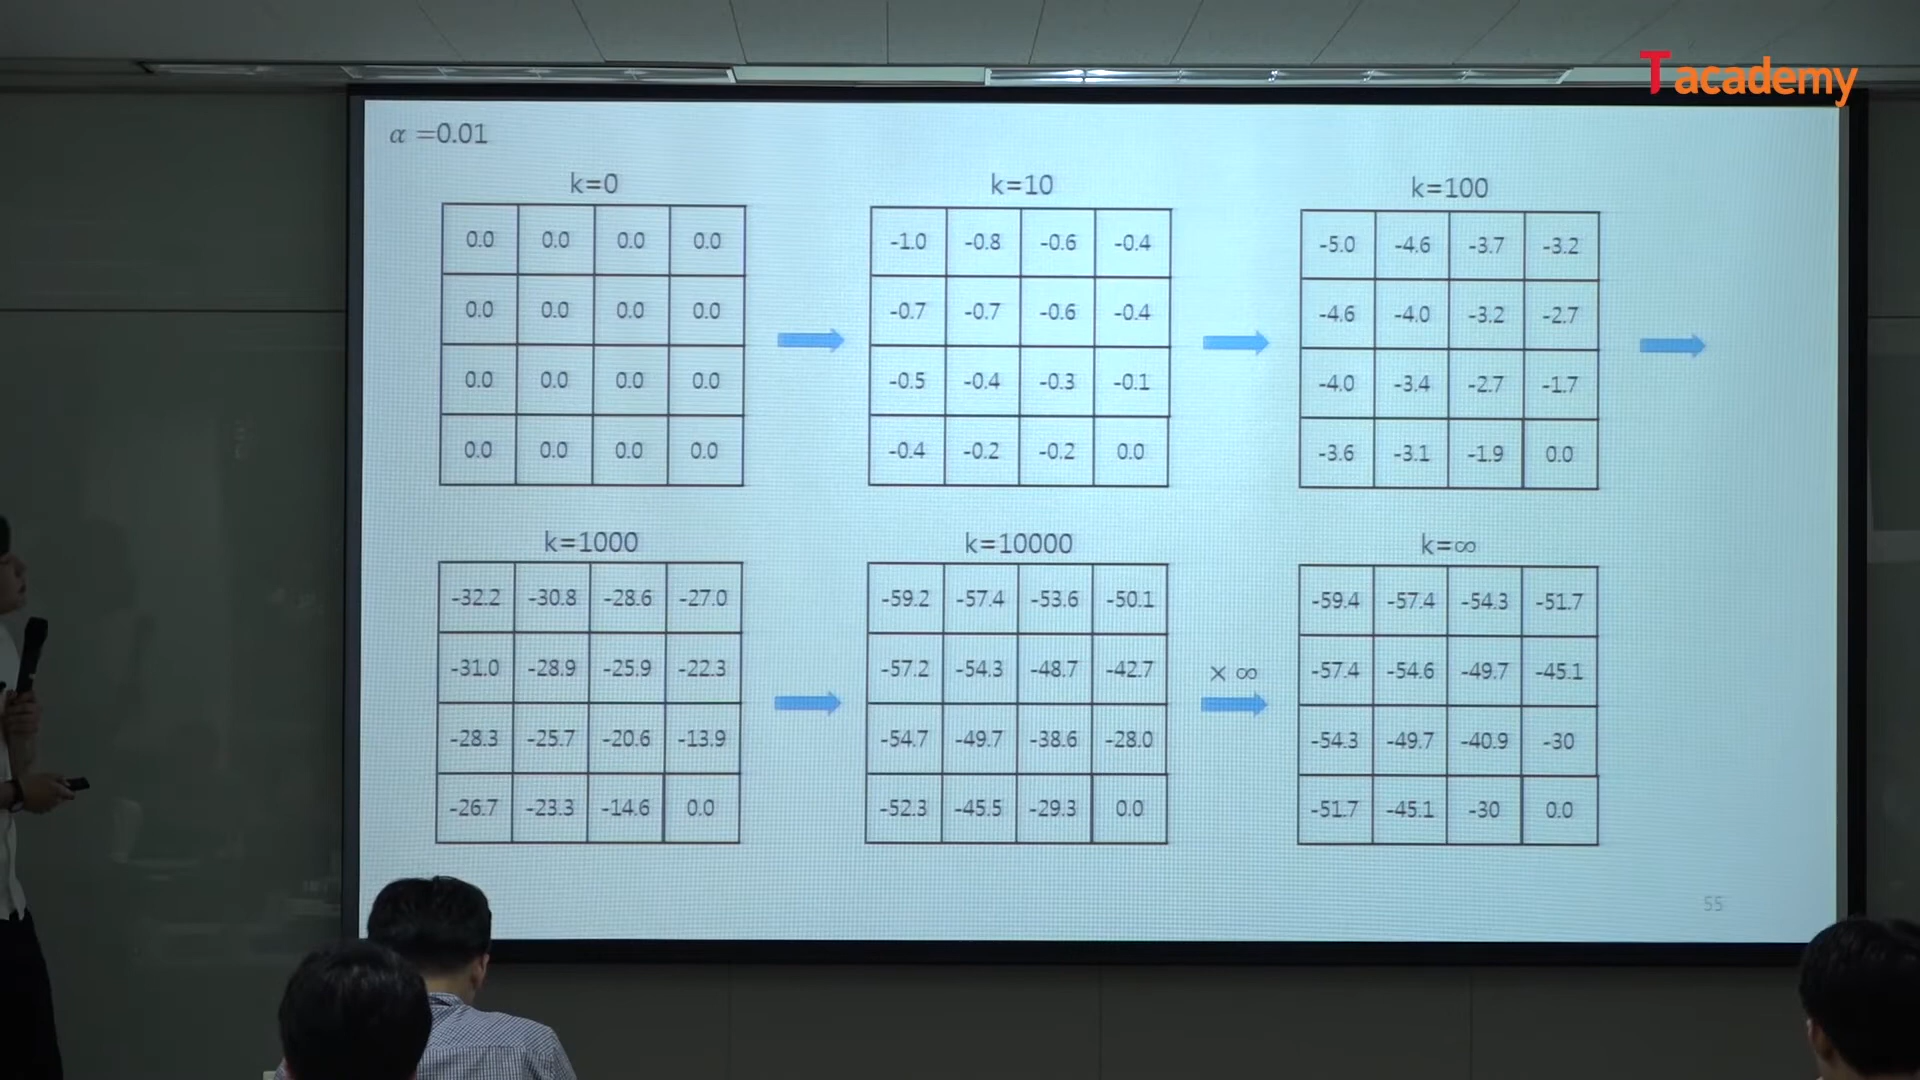 Tacademy
α =0.01
k=0
0.0 0.0 0.0 0.0
0.0 0.0 0.0 0.0
0.0 0.0 0.0 0.0
0.0 0.0 0.0 0.0
k=10
-1.0 -0.8 -0.6 -0.4
-0.7 -0.7 -0.6 -0.4
-0.5 -0.4 -0.3 -0.1
-0.4 -0.2 -0.2 0.0
k=100
-5.0 -4.6 -3.7 -3.2
-4.6 -4.0 -3.2 -2.7
-4.0 -3.4 -2.7 -1.7
-3.6 -3.1 -1.9 0.0
k=1000
-32.2 -30.8 -28.6 -27.0
-31.0 -28.9 -25.9 -22.3
-28.3 -25.7 -20.6 -13.9
-26.7 -23.3 -14.6 0.0
k=10000
-59.2 -57.4 -53.6 -50.1
-57.2 -54.3 -48.7 -42.7
-54.7 -49.7 -38.6 -28.0
-52.3 -45.5 -29.3 0.0
× ∞
k=∞
-59.4 -57.4 -54.3 -51.7
-57.4 -54.6 -49.7 -45.1
-54.3 -49.7 -40.9 -30
-51.7 -45.1 -30 0.0
55